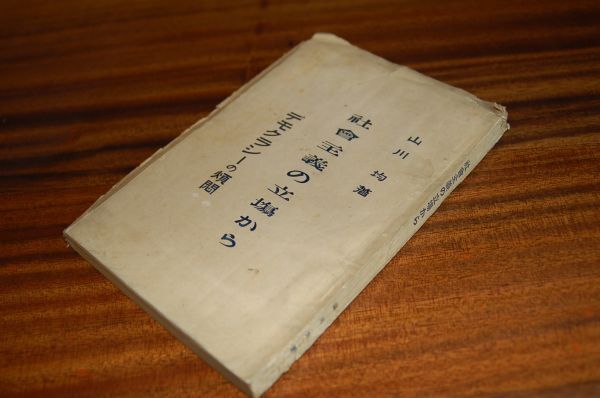 山川均著
社會主義の立場から
デモクラシーの煩悶
社會主義の立場から